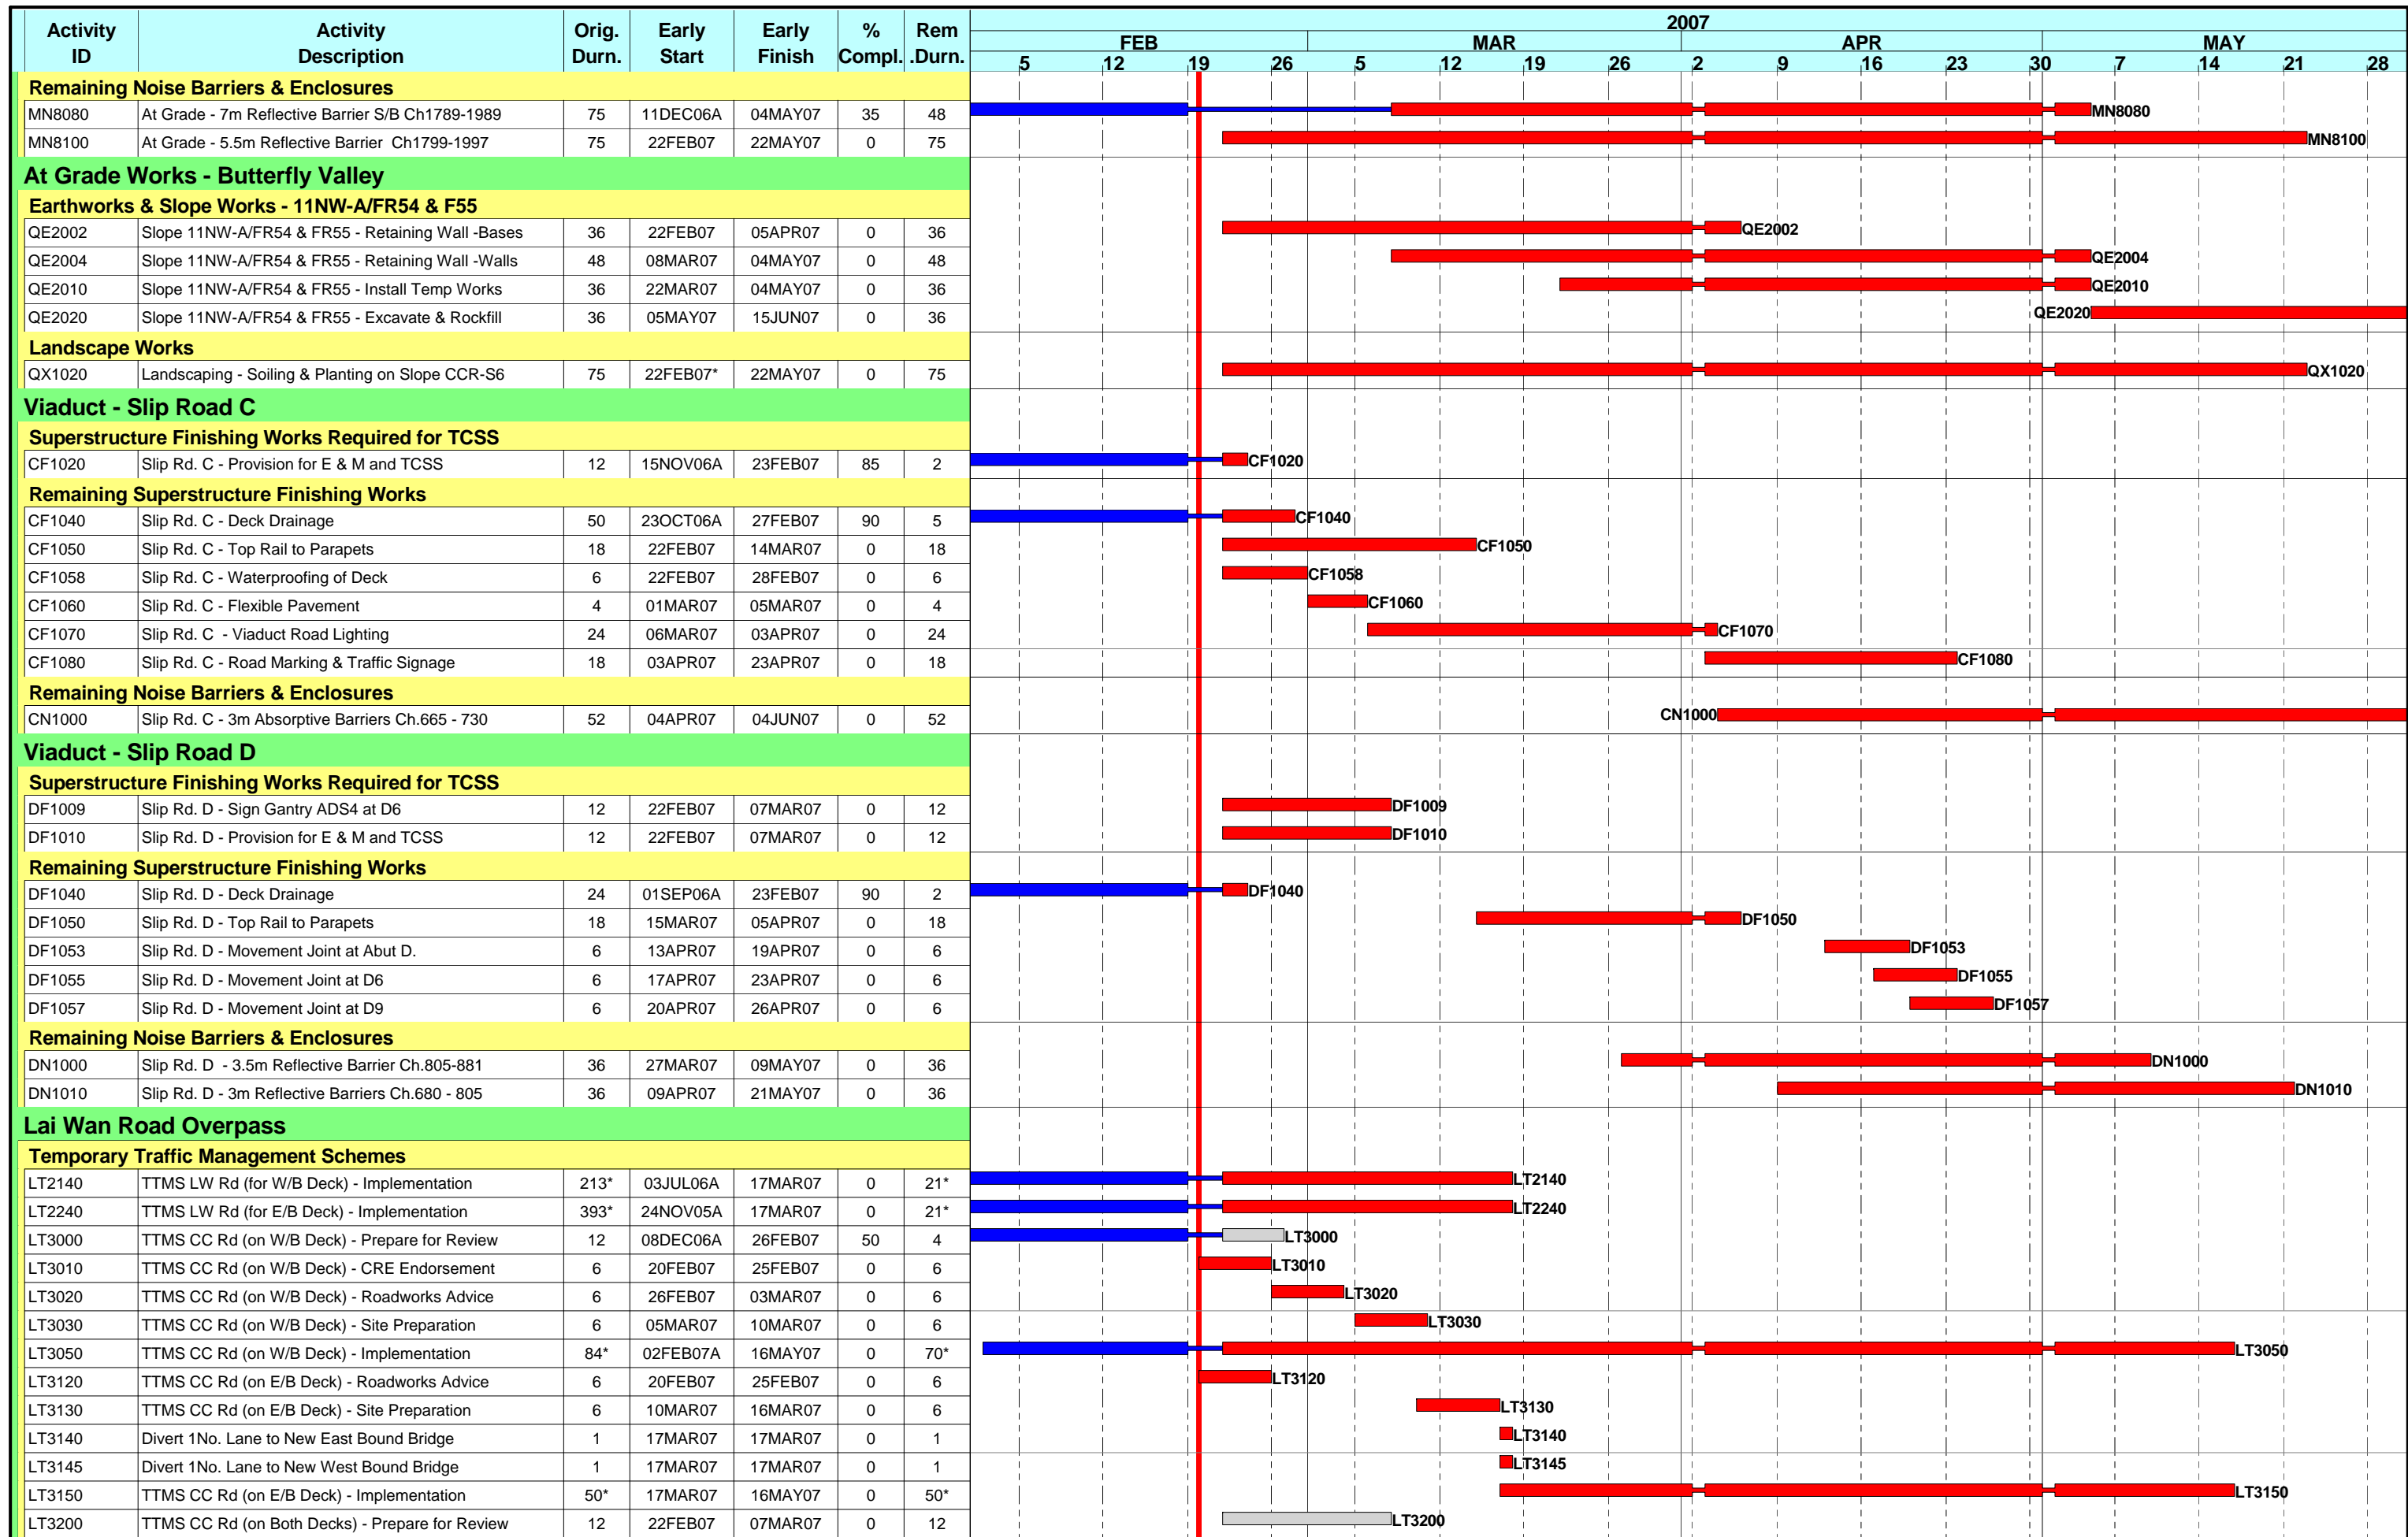 2007
Activity ID Activity Description Orig. Durn. Early Start Early Finish % Compl. Rem .Durn. FEB MAR APR MAY
5 12 19 26 5 12 19 26 2 9 16 23 30 7 14 21 28
Remaining Noise Barriers & Enclosures
MN8080 At Grade - 7m Reflective Barrier S/B Ch1789-1989 75 11DEC06A 04MAY07 35 48 MN8080
MN8100 At Grade - 5.5m Reflective Barrier Ch1799-1997 75 22FEB07 22MAY07 0 75 MN8100
At Grade Works - Butterfly Valley
Earthworks & Slope Works - 11NW-A/FR54 & F55
QE2002 Slope 11NW-A/FR54 & FR55 - Retaining Wall -Bases 36 22FEB07 05APR07 0 36 QE2002
QE2004 Slope 11NW-A/FR54 & FR55 - Retaining Wall -Walls 48 08MAR07 04MAY07 0 48 QE2004
QE2010 Slope 11NW-A/FR54 & FR55 - Install Temp Works 36 22MAR07 04MAY07 0 36 QE2010
QE2020 Slope 11NW-A/FR54 & FR55 - Excavate & Rockfill 36 05MAY07 15JUN07 0 36 QE2020
Landscape Works
QX1020 Landscaping - Soiling & Planting on Slope CCR-S6 75 22FEB07* 22MAY07 0 75 QX1020
Viaduct - Slip Road C
Superstructure Finishing Works Required for TCSS
CF1020 Slip Rd. C - Provision for E & M and TCSS 12 15NOV06A 23FEB07 85 2 CF1020
Remaining Superstructure Finishing Works
CF1040 Slip Rd. C - Deck Drainage 50 23OCT06A 27FEB07 90 5 CF1040
CF1050 Slip Rd. C - Top Rail to Parapets 18 22FEB07 14MAR07 0 18 CF1050
CF1058 Slip Rd. C - Waterproofing of Deck 6 22FEB07 28FEB07 0 6 CF1058
CF1060 Slip Rd. C - Flexible Pavement 4 01MAR07 05MAR07 0 4 CF1060
CF1070 Slip Rd. C - Viaduct Road Lighting 24 06MAR07 03APR07 0 24 CF1070
CF1080 Slip Rd. C - Road Marking & Traffic Signage 18 03APR07 23APR07 0 18 CF1080
Remaining Noise Barriers & Enclosures
CN1000 Slip Rd. C - 3m Absorptive Barriers Ch.665 - 730 52 04APR07 04JUN07 0 52 CN1000
Viaduct - Slip Road D
Superstructure Finishing Works Required for TCSS
DF1009 Slip Rd. D - Sign Gantry ADS4 at D6 12 22FEB07 07MAR07 0 12 DF1009
DF1010 Slip Rd. D - Provision for E & M and TCSS 12 22FEB07 07MAR07 0 12 DF1010
Remaining Superstructure Finishing Works
DF1040 Slip Rd. D - Deck Drainage 24 01SEP06A 23FEB07 90 2 DF1040
DF1050 Slip Rd. D - Top Rail to Parapets 18 15MAR07 05APR07 0 18 DF1050
DF1053 Slip Rd. D - Movement Joint at Abut D. 6 13APR07 19APR07 0 6 DF1053
DF1055 Slip Rd. D - Movement Joint at D6 6 17APR07 23APR07 0 6 DF1055
DF1057 Slip Rd. D - Movement Joint at D9 6 20APR07 26APR07 0 6 DF1057
Remaining Noise Barriers & Enclosures
DN1000 Slip Rd. D - 3.5m Reflective Barrier Ch.805-881 36 27MAR07 09MAY07 0 36 DN1000
DN1010 Slip Rd. D - 3m Reflective Barriers Ch.680 - 805 36 09APR07 21MAY07 0 36 DN1010
Lai Wan Road Overpass
Temporary Traffic Management Schemes
LT2140 TTMS LW Rd (for W/B Deck) - Implementation 213* 03JUL06A 17MAR07 0 21* LT2140
LT2240 TTMS LW Rd (for E/B Deck) - Implementation 393* 24NOV05A 17MAR07 0 21* LT2240
LT3000 TTMS CC Rd (on W/B Deck) - Prepare for Review 12 08DEC06A 26FEB07 50 4 LT3000
LT3010 TTMS CC Rd (on W/B Deck) - CRE Endorsement 6 20FEB07 25FEB07 0 6 LT3010
LT3020 TTMS CC Rd (on W/B Deck) - Roadworks Advice 6 26FEB07 03MAR07 0 6 LT3020
LT3030 TTMS CC Rd (on W/B Deck) - Site Preparation 6 05MAR07 10MAR07 0 6 LT3030
LT3050 TTMS CC Rd (on W/B Deck) - Implementation 84* 02FEB07A 16MAY07 0 70* LT3050
LT3120 TTMS CC Rd (on E/B Deck) - Roadworks Advice 6 20FEB07 25FEB07 0 6 LT3120
LT3130 TTMS CC Rd (on E/B Deck) - Site Preparation 6 10MAR07 16MAR07 0 6 LT3130
LT3140 Divert 1No. Lane to New East Bound Bridge 1 17MAR07 17MAR07 0 1 LT3140
LT3145 Divert 1No. Lane to New West Bound Bridge 1 17MAR07 17MAR07 0 1 LT3145
LT3150 TTMS CC Rd (on E/B Deck) - Implementation 50* 17MAR07 16MAY07 0 50* LT3150
LT3200 TTMS CC Rd (on Both Decks) - Prepare for Review 12 22FEB07 07MAR07 0 12 LT3200